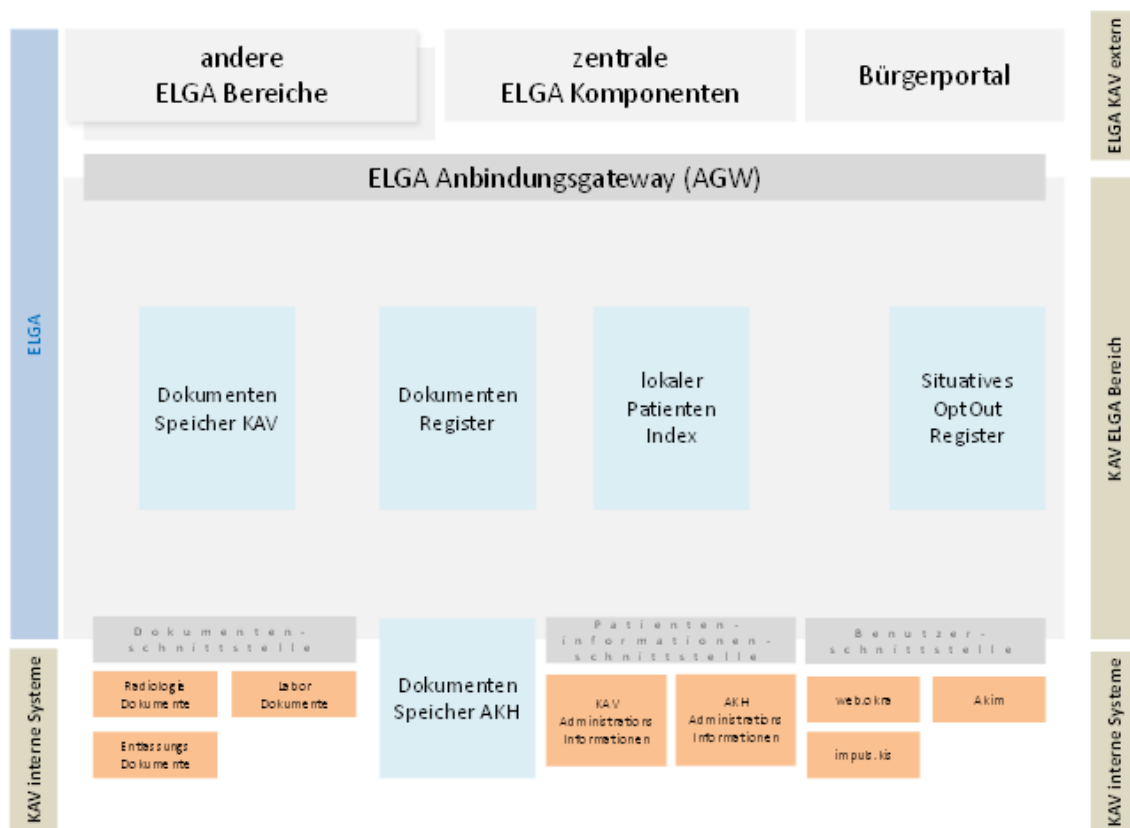 andere
ELGA Bereiche
zentrale
ELGA Komponenten
Bürgerportal
ELGA KAV extern
ELGA Anbindungsgateway (AGW)
ELGA
KAV ELGA Bereich
Dokumenten
Speicher KAV
Dokumenten
Register
lokaler
Patienten
Index
Situatives
OptOut
Register
Dokumenten-
schnittstelle
Patienten-
informationen-
schnittstelle
Benutzer-
schnittstelle
KAV interne Systeme
Radiologie
Dokumente
Labor
Dokumente
Entlassungs
Dokumente
Dokumenten
Speicher AKH
KAV
Administrations
Informationen
AKH
Administrations
Informationen
web.okra
Akim
impuls.kis
KAV interne Systeme